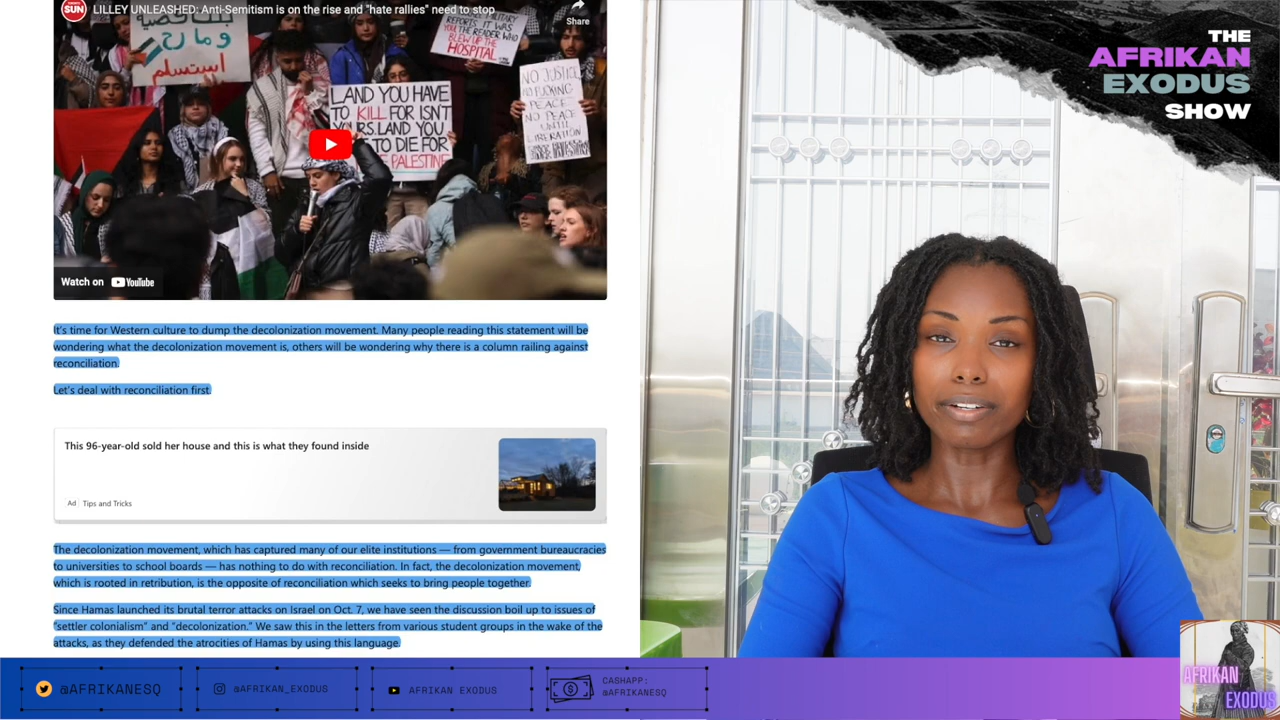 LILLEY UNLEASHED: Anti-Semitism is on the rise and "hate rallies" need to stop
SUN
Share
وما رح
استسلم
HOSPITAL
LAND YOU HAVE
TO KILL FOR ISN'T
YOURS. LAND YOU
TO DIE FOR
PALESTINE
NO JUSTICE
NO FUCKING
PEACE
NO PEACE
UNTIL
LIBERATION
Watch on YouTube
It's time for Western culture to dump the decolonization movement. Many people reading this statement will be
wondering what the decolonization movement is, others will be wondering why there is a column railing against
reconciliation.
Let's deal with reconciliation first.
This 96-year-old sold her house and this is what they found inside
Ad Tips and Tricks
The decolonization movement, which has captured many of our elite institutions — from government bureaucracies
to universities to school boards — has nothing to do with reconciliation. In fact, the decolonization movement,
which is rooted in retribution, is the opposite of reconciliation which seeks to bring people together.
Since Hamas launched its brutal terror attacks on Israel on Oct. 7, we have seen the discussion boil up to issues of
"settler colonialism" and "decolonization." We saw this in the letters from various student groups in the wake of the
attacks, as they defended the atrocities of Hamas by using this language.
THE
AFRIKAN
EXODUS
SHOW
@AFRIKANESQ
@AFRIKAN_EXODUS
AFRIKAN EXODUS
CASHAPP:
@AFRIKANESQ
AFRIKAN
EXODUS